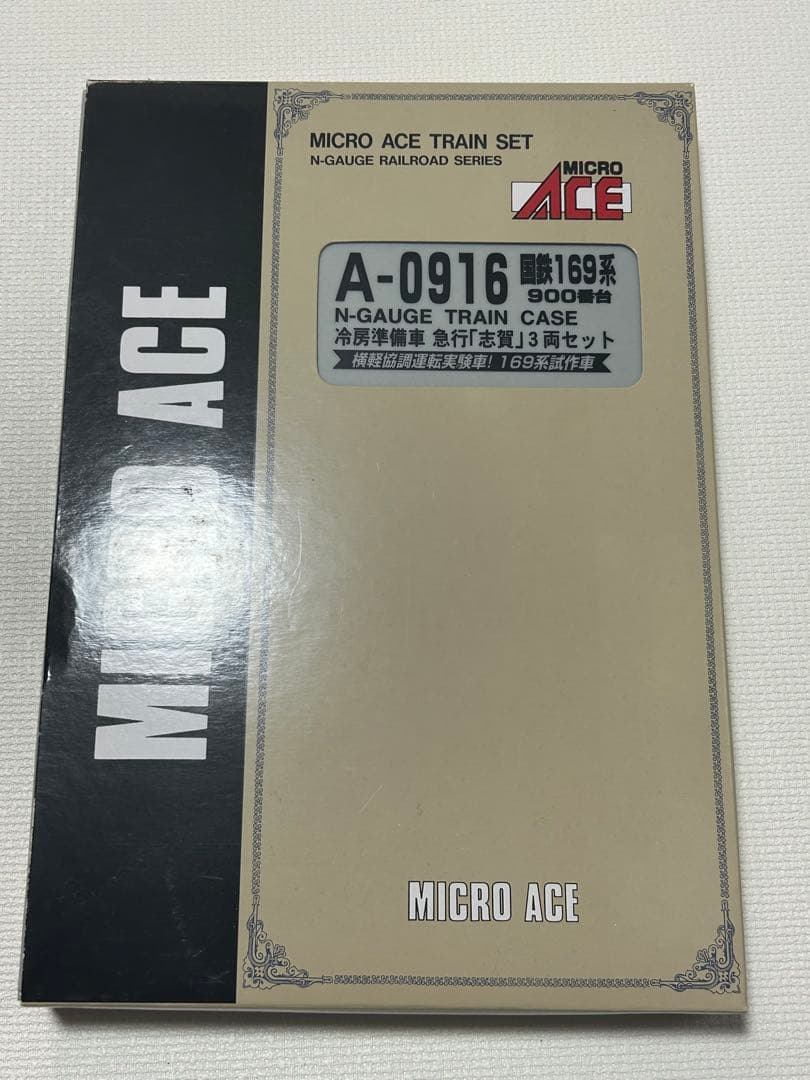 MICRO ACE TRAIN SET
N-GAUGE RAILROAD SERIES
MICRO
ACE
A-0916 国鉄169系
900番台
N-GAUGE TRAIN CASE
冷房準備車 急行「志賀」3両セット
横軽協調運転実験車! 169系試作車
MICRO ACE
MICRO ACE